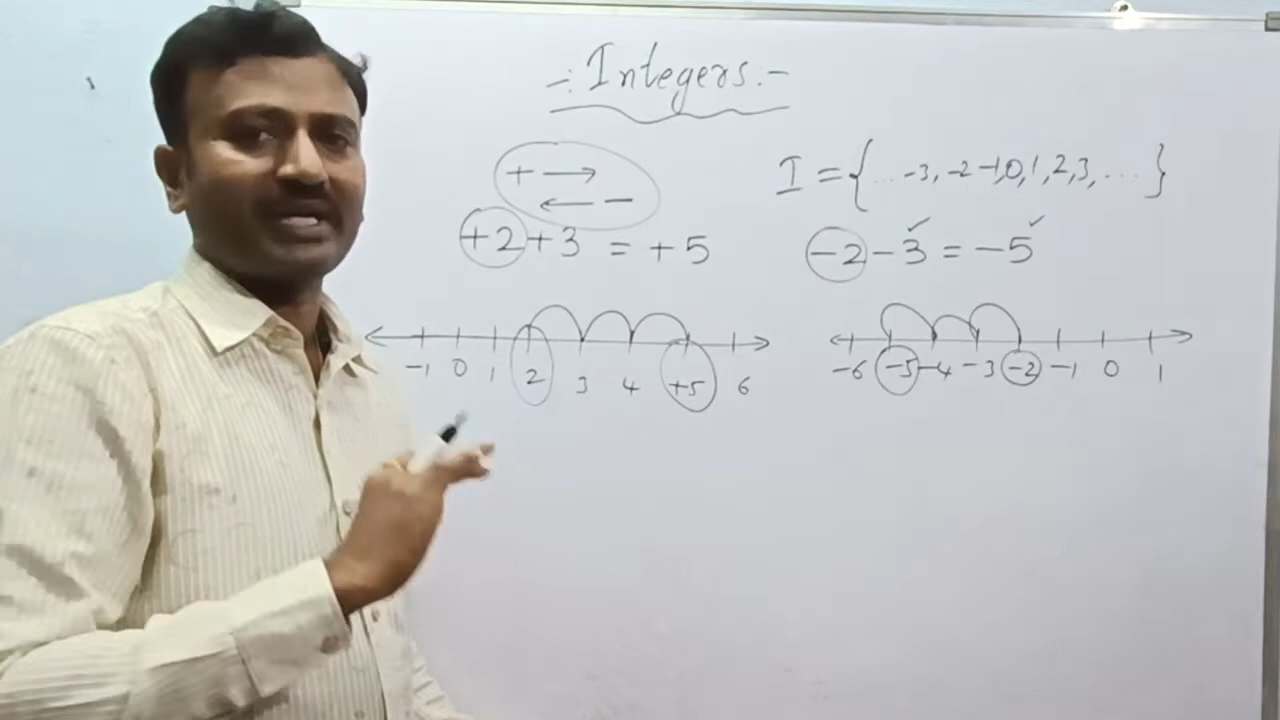 -: Integers :-
+ →
← −
I = {... -3, -2 -1, 0, 1, 2, 3, ....}
+2 + 3 = +5
-2 - 3 = -5
-1 0 1 2 3 4 +5 6
-6 -5 -4 -3 -2 -1 0 1